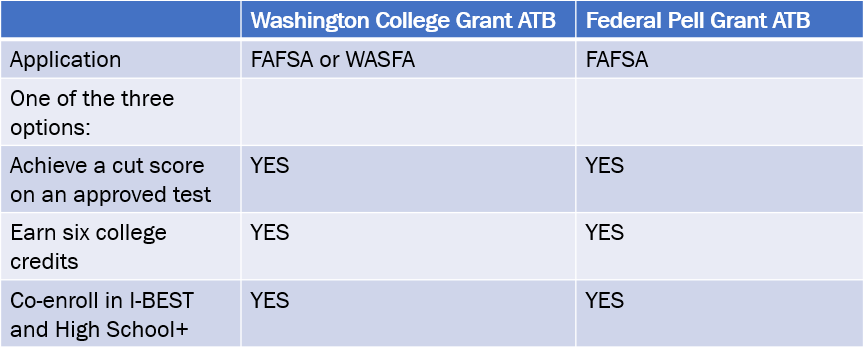 Washington College Grant ATB Federal Pell Grant ATB
Application FAFSA or WASFA FAFSA
One of the three
options:
Achieve a cut score YES YES
on an approved test
Earn six college YES YES
credits
Co-enroll in I-BEST YES YES
and High School+